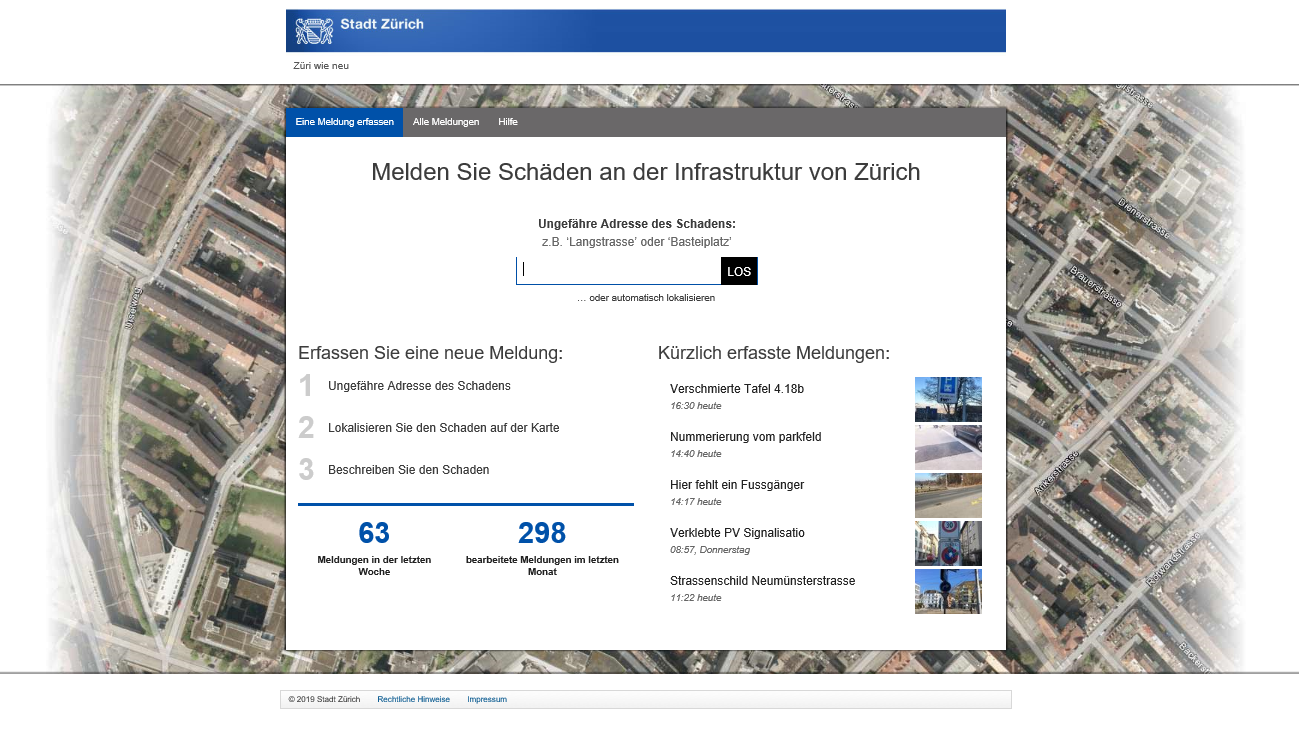 Stadt Zürich
Züri wie neu
Eine Meldung erfassen Alle Meldungen Hilfe
Melden Sie Schäden an der Infrastruktur von Zürich
Ungefähre Adresse des Schadens:
z.B. ‘Langstrasse’ oder ‘Basteiplatz’
LOS
… oder automatisch lokalisieren
Erfassen Sie eine neue Meldung:
1 Ungefähre Adresse des Schadens
2 Lokalisieren Sie den Schaden auf der Karte
3 Beschreiben Sie den Schaden
63
Meldungen in der letzten
Woche
298
bearbeitete Meldungen im letzten
Monat
Kürzlich erfasste Meldungen:
Verschmierte Tafel 4.18b
16:30 heute
Nummerierung vom parkfeld
14:40 heute
Hier fehlt ein Fussgänger
14:17 heute
Verklebte PV Signalisatio
08:57, Donnerstag
Strassenschild Neumünsterstrasse
11:22 heute
Dienerstrasse
Brauerstrasse
Ankerstrasse
Rotwandstrasse
© 2019 Stadt Zürich Rechtliche Hinweise Impressum